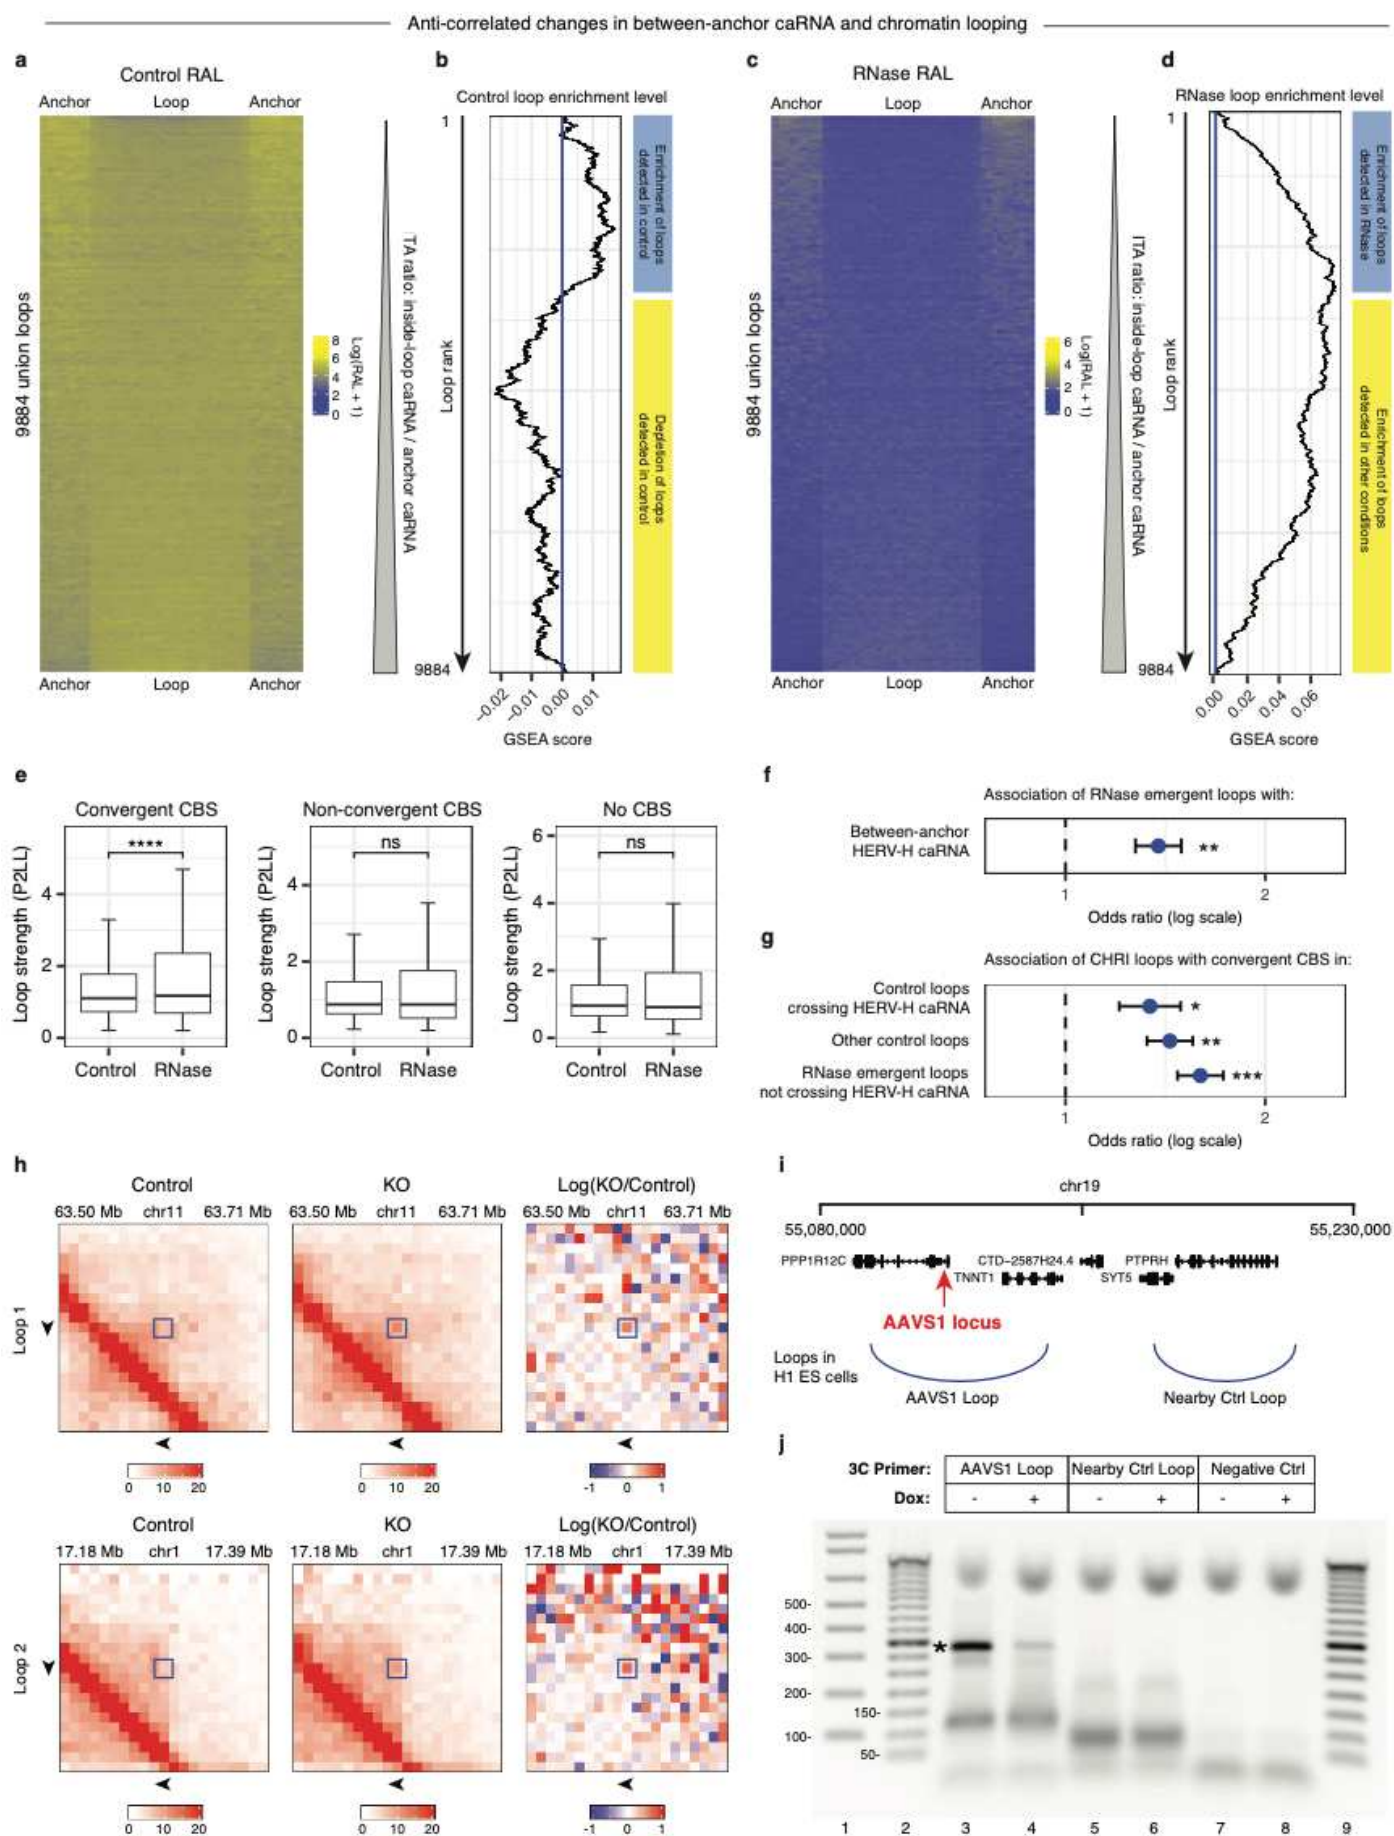 Anti-correlated changes in between-anchor caRNA and chromatin looping
a
Control RAL
Anchor Loop Anchor
9884 union loops
Anchor Loop Anchor
8
6
4
2
0
Log(RAL + 1)
TA ratio: inside-loop caRNA / anchor caRNA
b
Control loop enrichment level
1
Loop rank
9884
Enrichment of loops
detected in control
Depletion of loops
detected in control
-0.02 -0.01 0.00 0.01
GSEA score
c
RNase RAL
Anchor Loop Anchor
9884 union loops
Anchor Loop Anchor
6
4
2
0
Log(RAL + 1)
ITA ratio: inside-loop caRNA / anchor caRNA
d
RNase loop enrichment level
1
Loop rank
9884
Enrichment of loops
detected in RNase
Enrichment of loops
detected in other conditions
0.00 0.02 0.04 0.06
GSEA score
e
Convergent CBS
****
Loop strength (P2LL)
4
2
0
Control RNase
Non-convergent CBS
ns
Loop strength (P2LL)
4
2
0
Control RNase
No CBS
ns
Loop strength (P2LL)
6
4
2
0
Control RNase
f
Association of RNase emergent loops with:
Between-anchor
HERV-H caRNA
**
1 2
Odds ratio (log scale)
g
Association of CHRI loops with convergent CBS in:
Control loops
crossing HERV-H caRNA
*
Other control loops
**
RNase emergent loops
not crossing HERV-H caRNA
***
1 2
Odds ratio (log scale)
h
Control
63.50 Mb chr11 63.71 Mb
KO
63.50 Mb chr11 63.71 Mb
Log(KO/Control)
63.50 Mb chr11 63.71 Mb
Loop 1
0 10 20
0 10 20
-1 0 1
Control
17.18 Mb chr1 17.39 Mb
KO
17.18 Mb chr1 17.39 Mb
Log(KO/Control)
17.18 Mb chr1 17.39 Mb
Loop 2
0 10 20
0 10 20
-1 0 1
i
chr19
55,080,000 55,230,000
PPP1R12C CTD-2587H24.4 PTPRH
TNNT1 SYT5
AAVS1 locus
Loops in
H1 ES cells
AAVS1 Loop Nearby Ctrl Loop
j
3C Primer: AAVS1 Loop Nearby Ctrl Loop Negative Ctrl
Dox: - + - + - +
500-
400-
300-
200-
100-
150-
50-
*
1 2 3 4 5 6 7 8 9